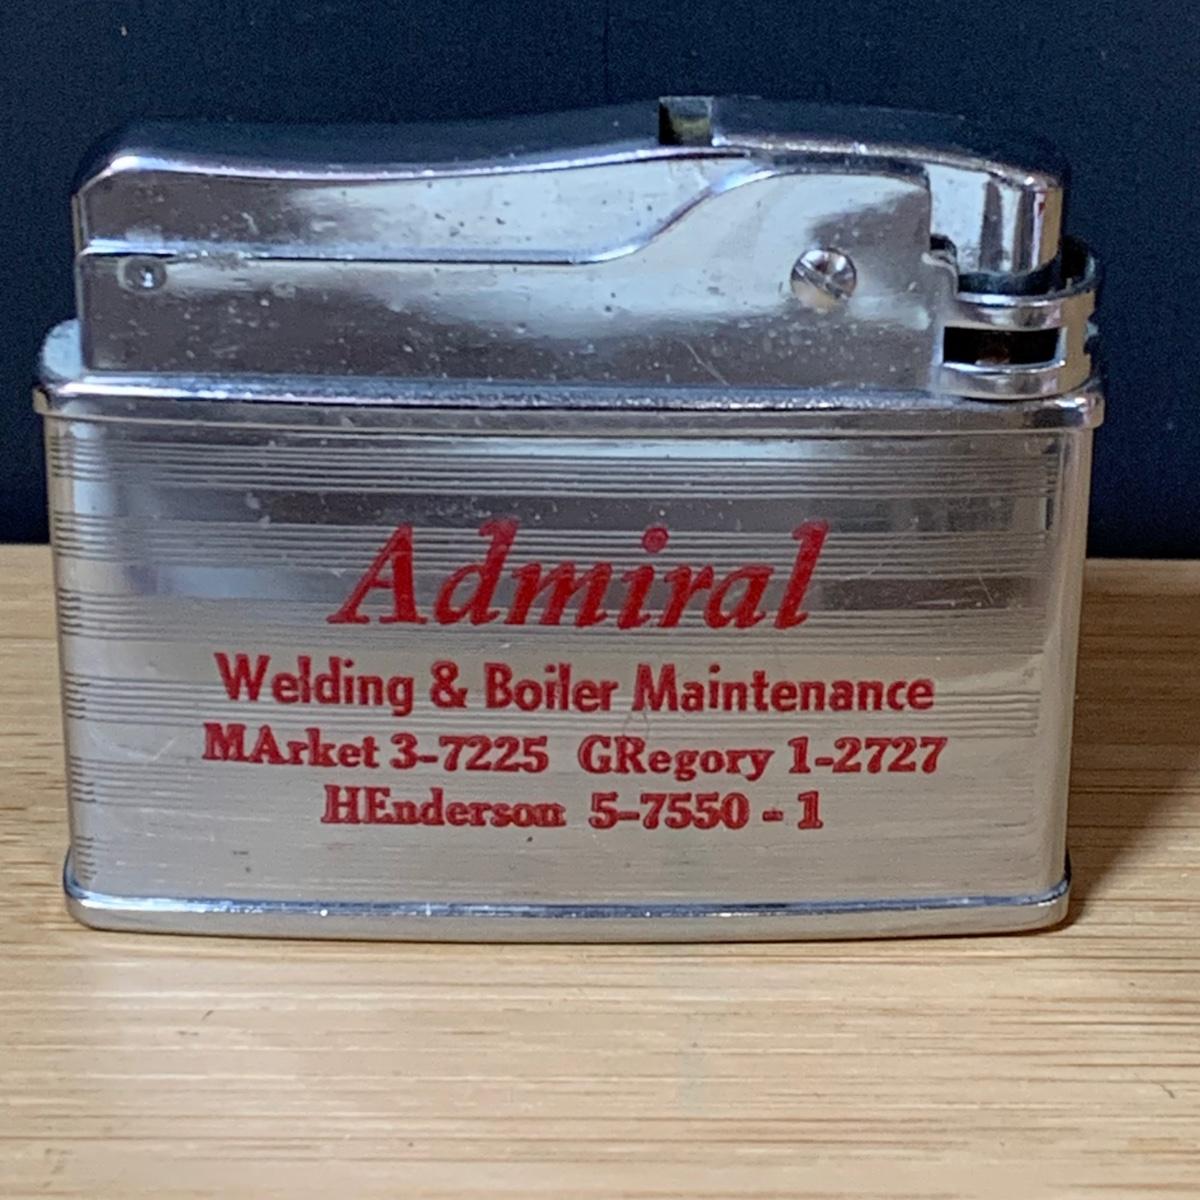 Admiral
Welding & Boiler Maintenance
MArket 3-7225 GRegory 1-2727
HEnderson 5-7550 - 1